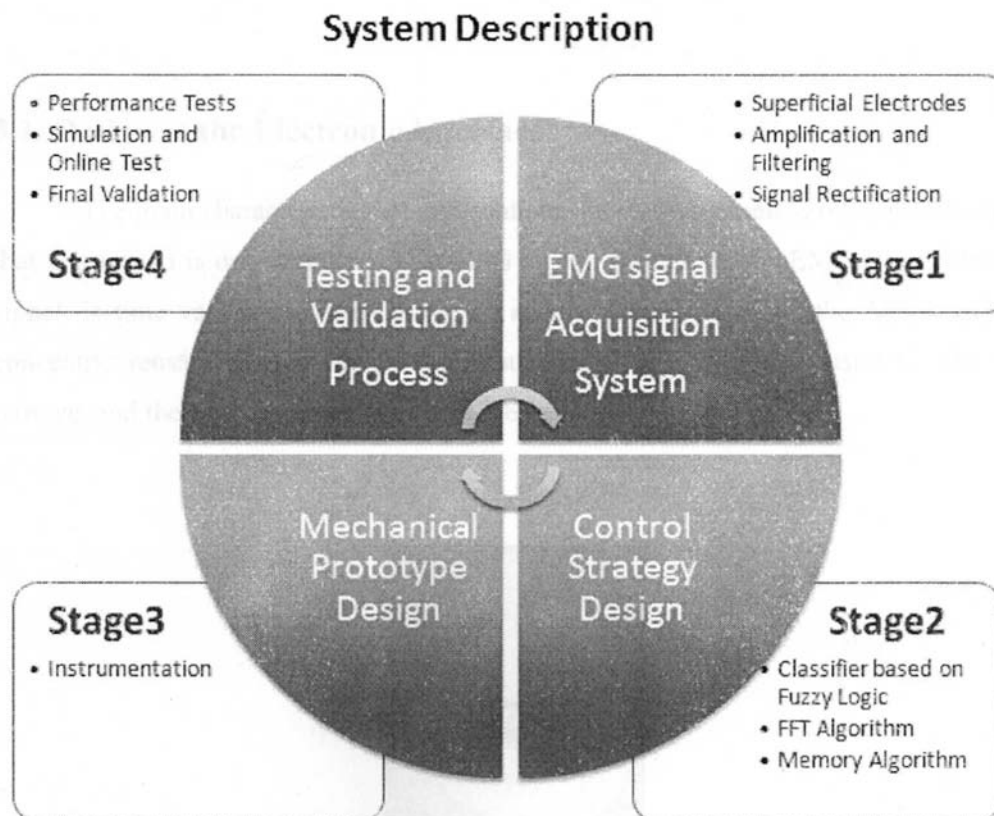 System Description
• Performance Tests
• Simulation and
Online Test
• Final Validation
Stage4
Testing and
Validation
Process
• Superficial Electrodes
• Amplification and
Filtering
• Signal Rectification
Stage1
EMG signal
Acquisition
System
Mechanical
Prototype
Design
Stage3
• Instrumentation
Control
Strategy
Design
Stage2
• Classifier based on
Fuzzy Logic
• FFT Algorithm
• Memory Algorithm